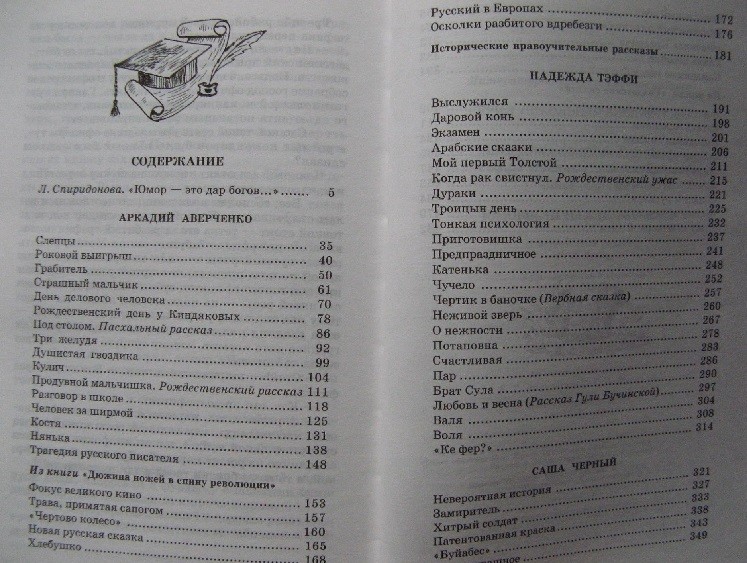 СОДЕРЖАНИЕ
Л. Спиридонова. «Юмор — это дар богов...» ....... 5
АРКАДИЙ АВЕРЧЕНКО
Слепцы ........ 35
Роковой выигрыш ........ 40
Грабитель ........ 50
Страшный мальчик ........ 61
День делового человека ........ 70
Рождественский день у Киндяковых ........ 78
Под столом. Пасхальный рассказ ........ 86
Три желудя ........ 92
Душистая гвоздика ........ 99
Кулич ........ 104
Продувной мальчишка. Рождественский рассказ 111
Разговор в школе ........ 118
Человек за ширмой ........ 125
Костя ........ 131
Нянька ........ 138
Трагедия русского писателя ........ 148
Из книги «Дюжина ножей в спину революции»
Фокус великого кино ........ 153
Трава, примятая сапогом ........ 157
«Чертово колесо» ........ 160
Новая русская сказка ........ 165
Хлебушко ........ 168
Русский в Европах ........ 172
Осколки разбитого вдребезги ........ 176
Исторические нравоучительные рассказы ........ 181
НАДЕЖДА ТЭФФИ
Выслужился ........ 191
Даровой конь ........ 198
Экзамен ........ 201
Арабские сказки ........ 206
Мой первый Толстой ........ 211
Когда рак свистнул. Рождественский ужас ........ 215
Дураки ........ 221
Троицын день ........ 225
Тонкая психология ........ 232
Приготовишка ........ 237
Предпраздничное ........ 241
Катенька ........ 248
Чучело ........ 252
Чертик в баночке (Вербная сказка) ........ 257
Неживой зверь ........ 260
О нежности ........ 267
Потаповна ........ 278
Счастливая ........ 283
Пар ........ 286
Брат Сула ........ 290
Любовь и весна (Рассказ Гули Бучинской) ........ 297
Валя ........ 304
Воля ........ 308
«Ке фер?» ........ 314
САША ЧЕРНЫЙ
Невероятная история ........ 321
Замиритель ........ 327
Хитрый солдат ........ 333
Патентованная краска ........ 338
«Буйабес» ........ 343
349